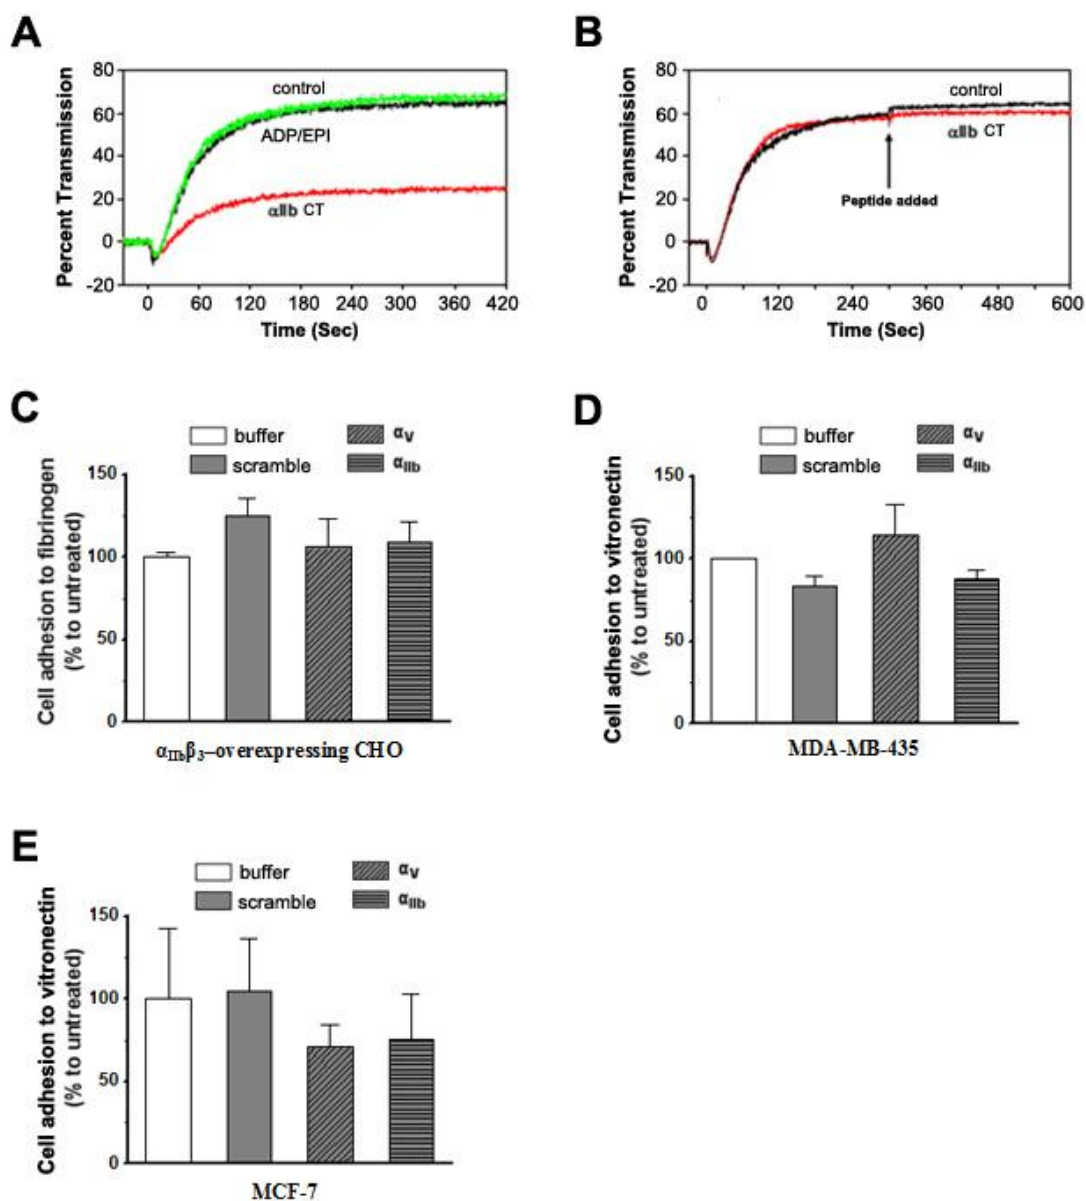 A
Percent Transmission
80
60
40
20
0
-20
control
ADP/EPI
αIIb CT
0 60 120 180 240 300 360 420
Time (Sec)
B
Percent Transmission
80
60
40
20
0
-20
control
αIIb CT
Peptide added
0 120 240 360 480 600
Time (Sec)
C
buffer αV
scramble αIIb
Cell adhesion to fibrinogen
(% to untreated)
150
100
50
0
αIIbβ3–overexpressing CHO
D
buffer αV
scramble αIIb
Cell adhesion to vitronectin
(% to untreated)
150
100
50
0
MDA-MB-435
E
buffer αV
scramble αIIb
Cell adhesion to vitronectin
(% to untreated)
150
100
50
0
MCF-7